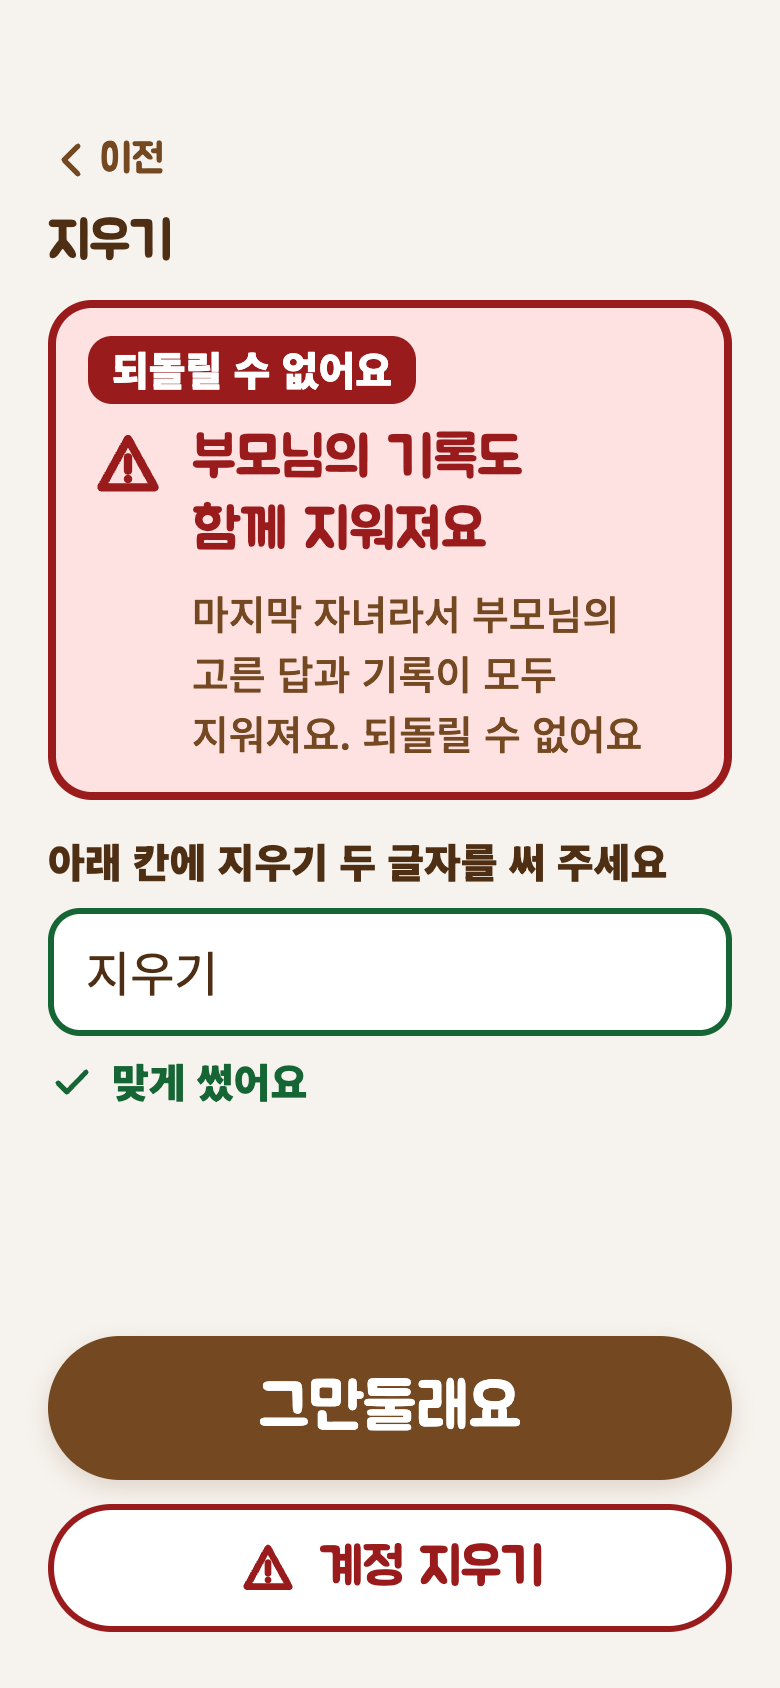 이전
지우기
되돌릴 수 없어요
부모님의 기록도
함께 지워져요
마지막 자녀라서 부모님의
고른 답과 기록이 모두
지워져요. 되돌릴 수 없어요
아래 칸에 지우기 두 글자를 써 주세요
지우기
맞게 썼어요
그만둘래요
계정 지우기